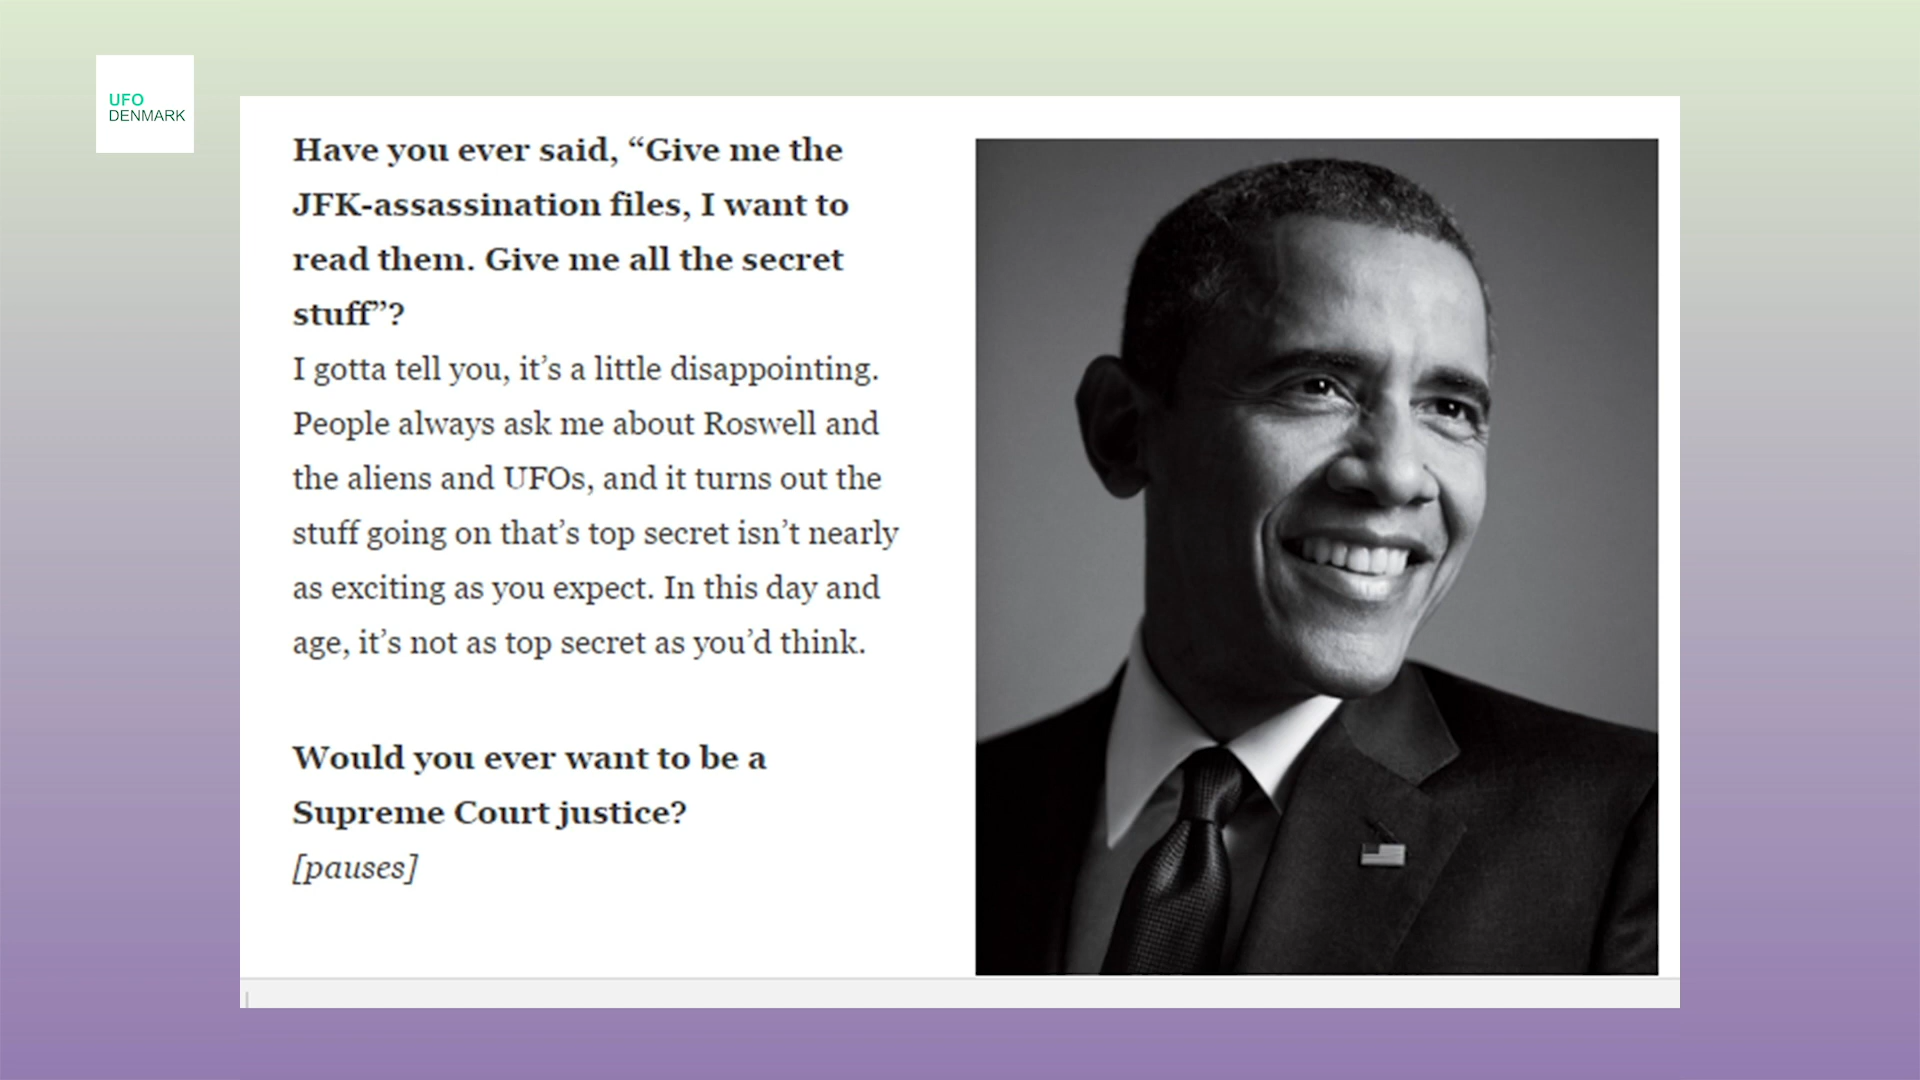 UFO
DENMARK
Have you ever said, “Give me the
JFK-assassination files, I want to
read them. Give me all the secret
stuff”?
I gotta tell you, it’s a little disappointing.
People always ask me about Roswell and
the aliens and UFOs, and it turns out the
stuff going on that’s top secret isn’t nearly
as exciting as you expect. In this day and
age, it’s not as top secret as you’d think.
Would you ever want to be a
Supreme Court justice?
[pauses]